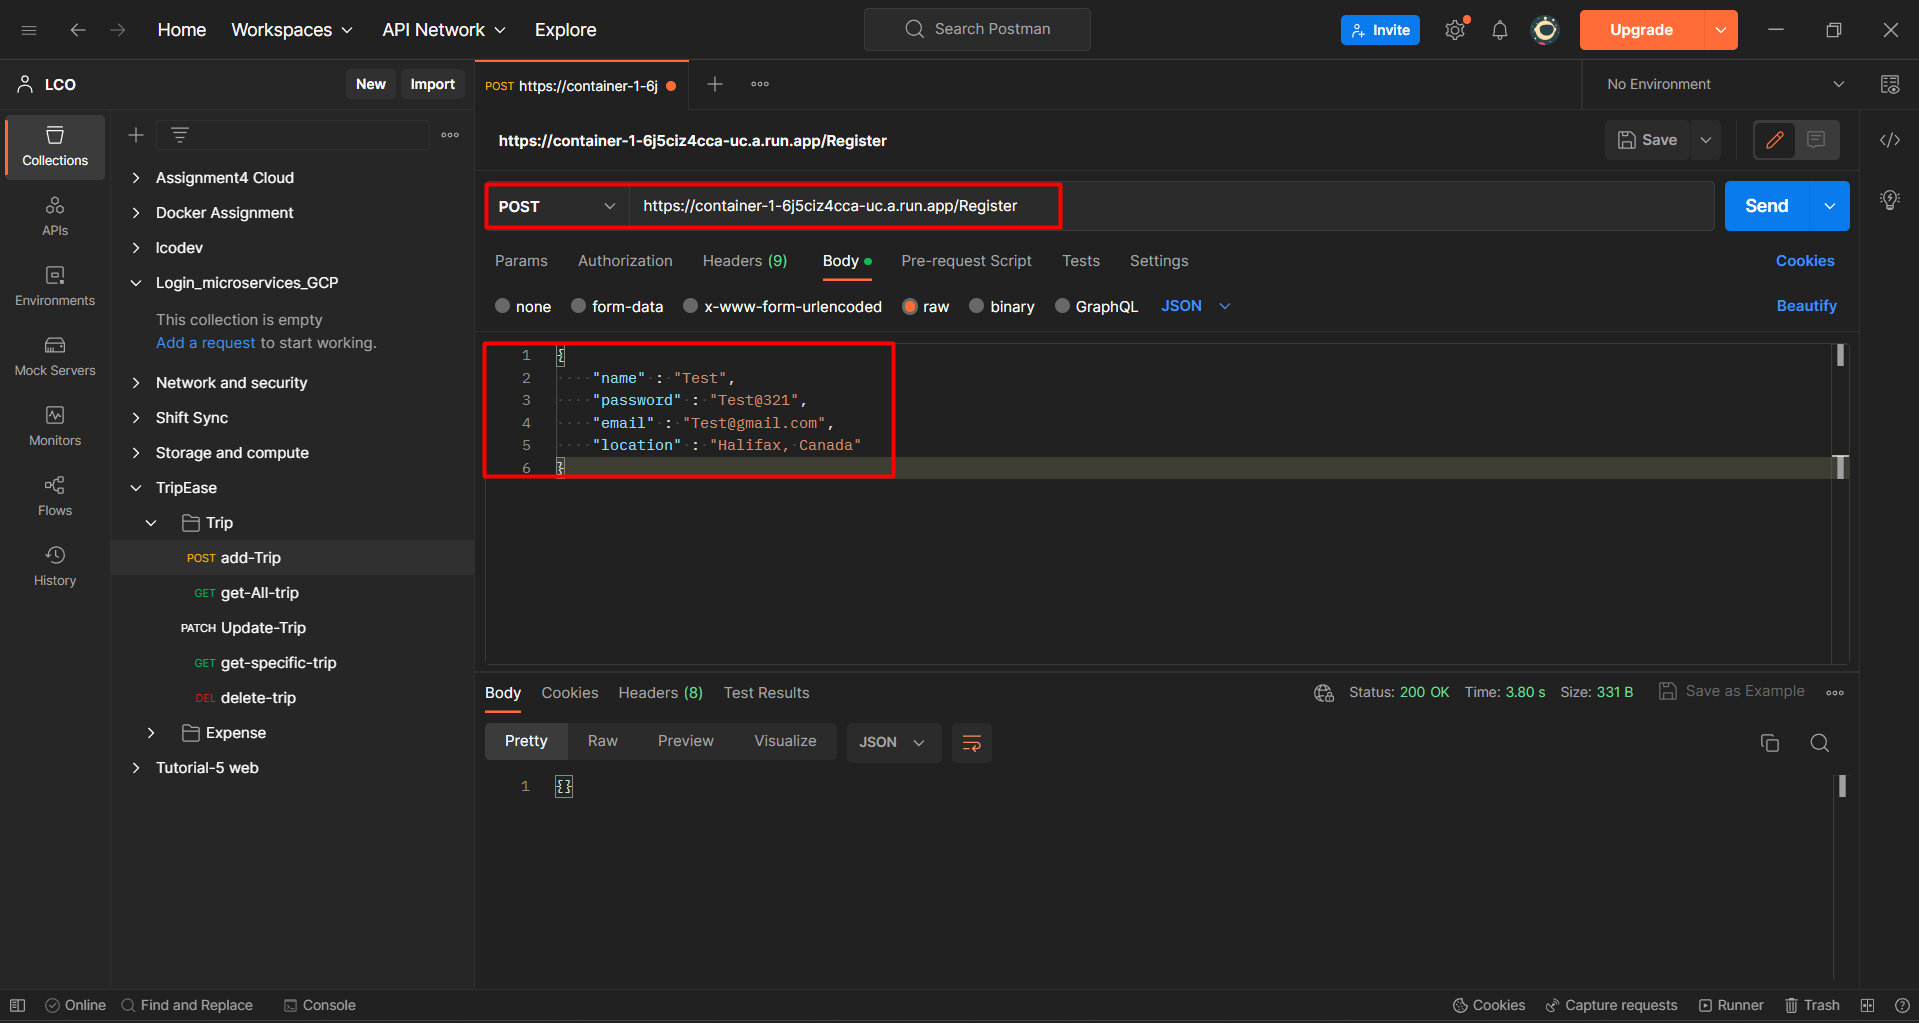 Home Workspaces API Network Explore Search Postman Invite Upgrade
LCO New Import
POST https://container-1-6j No Environment
https://container-1-6j5ciz4cca-uc.a.run.app/Register Save
POST https://container-1-6j5ciz4cca-uc.a.run.app/Register Send
Params Authorization Headers (9) Body Pre-request Script Tests Settings Cookies
none form-data x-www-form-urlencoded raw binary GraphQL JSON Beautify
Collections
APIs
Environments
Mock Servers
Monitors
Flows
History
Assignment4 Cloud
Docker Assignment
lcodev
Login_microservices_GCP
This collection is empty
Add a request to start working.
Network and security
Shift Sync
Storage and compute
TripEase
Trip
POST add-Trip
GET get-All-trip
PATCH Update-Trip
GET get-specific-trip
DEL delete-trip
Expense
Tutorial-5 web
1 {
2 "name" : "Test",
3 "password" : "Test@321",
4 "email" : "Test@gmail.com",
5 "location" : "Halifax, Canada"
6 }
Body Cookies Headers (8) Test Results Status: 200 OK Time: 3.80 s Size: 331 B Save as Example
Pretty Raw Preview Visualize JSON
1 {}
Online Find and Replace Console Cookies Capture requests Runner Trash